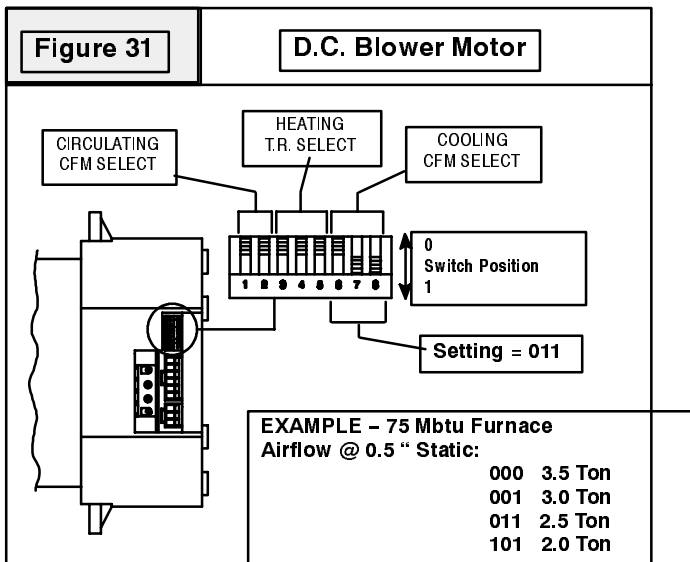 Figure 31
D.C. Blower Motor
CIRCULATING
CFM SELECT
HEATING
T.R. SELECT
COOLING
CFM SELECT
0
Switch Position
1
1 2 3 4 5 6 7 8
Setting = 011
EXAMPLE – 75 Mbtu Furnace
Airflow @ 0.5 “ Static:
000 3.5 Ton
001 3.0 Ton
011 2.5 Ton
101 2.0 Ton